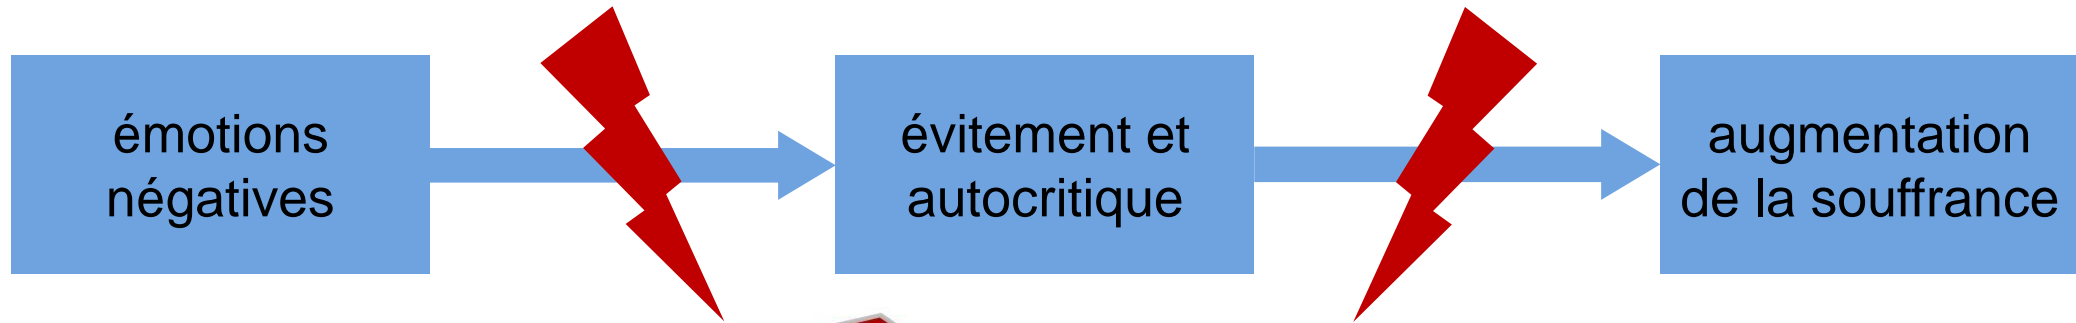 émotions
négatives
évitement et
autocritique
augmentation
de la souffrance